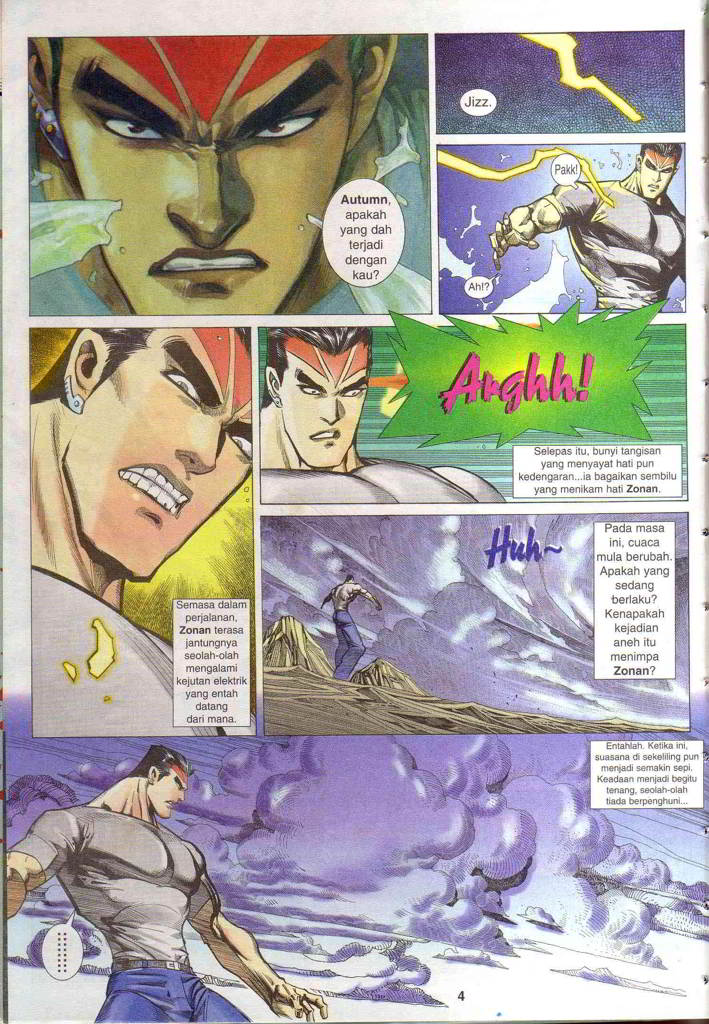 Autumn,
apakah
yang dah
terjadi
dengan
kau?
Jizz.
Pakk!
Ah!?
Arghh!
Selepas itu, bunyi tangisan
yang menyayat hati pun
kedengaran...ia bagaikan sembilu
yang menikam hati Zonan.
Semasa dalam
perjalanan,
Zonan terasa
jantungnya
seolah-olah
mengalami
kejutan elektrik
yang entah
datang
dari mana.
Huh~
Pada masa
ini, cuaca
mula berubah.
Apakah yang
sedang
berlaku?
Kenapakah
kejadian
aneh itu
menimpa
Zonan?
Entahlah. Ketika ini,
suasana di sekeliling pun
menjadi semakin sepi.
Keadaan menjadi begitu
tenang, seolah-olah
tiada berpenghuni...
4